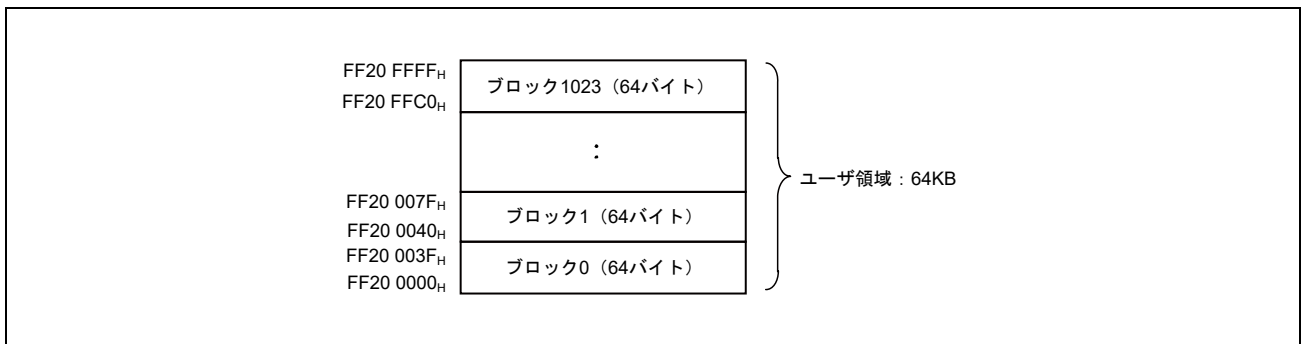 FF20 FFFFH
ブロック1023（64バイト）
FF20 FFC0H
:
ユーザ領域：64KB
FF20 007FH
ブロック1（64バイト）
FF20 0040H
FF20 003FH
ブロック0（64バイト）
FF20 0000H